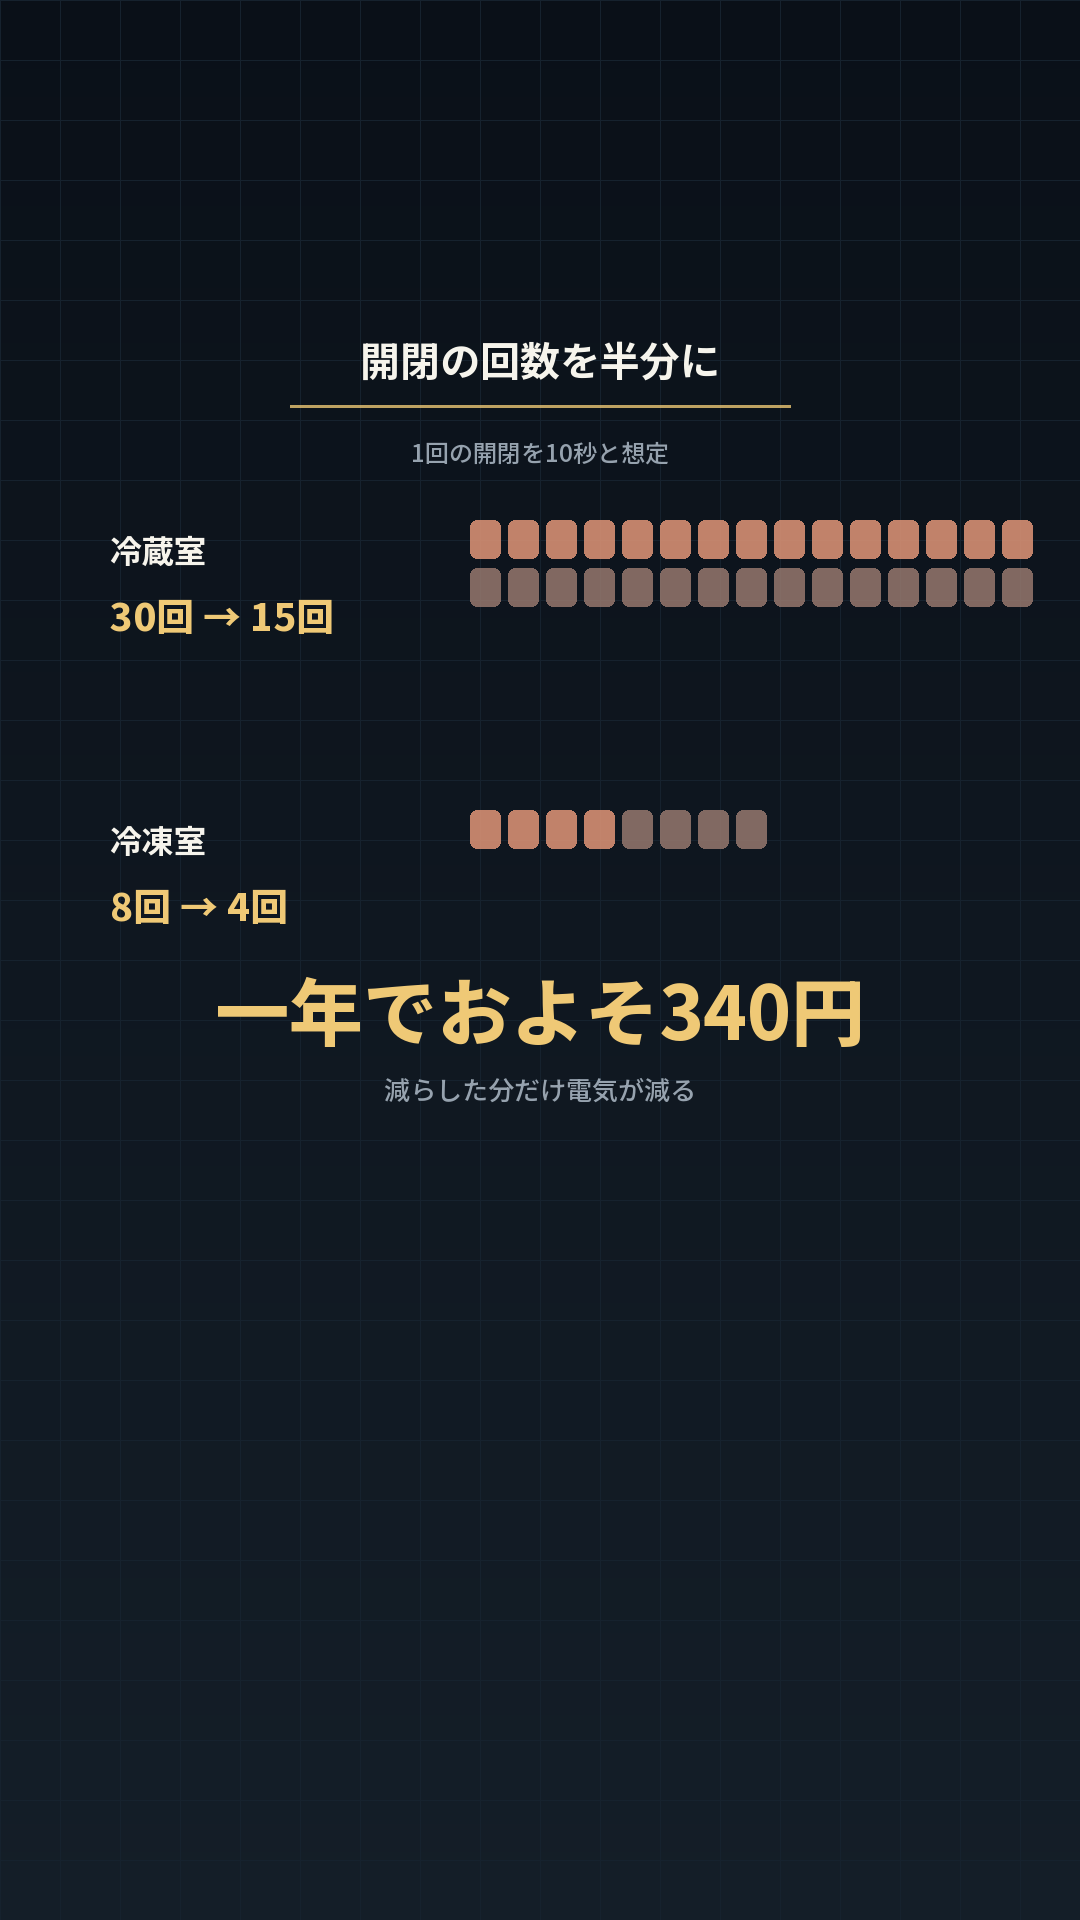 開閉の回数を半分に
1回の開閉を10秒と想定
冷蔵室
30回 → 15回
冷凍室
8回 → 4回
一年でおよそ340円
減らした分だけ電気が減る